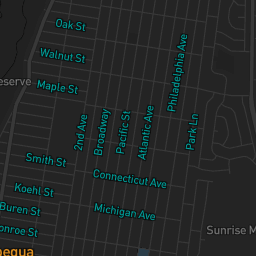 Oak St
Walnut St
Philadelphia Ave
eserve
Maple St
Broadway
Pacific St
Atlantic Ave
2nd Ave
Park Ln
Smith St
Connecticut Ave
Koehl St
Buren St
Michigan Ave
onroe St
Sunrise M
equa